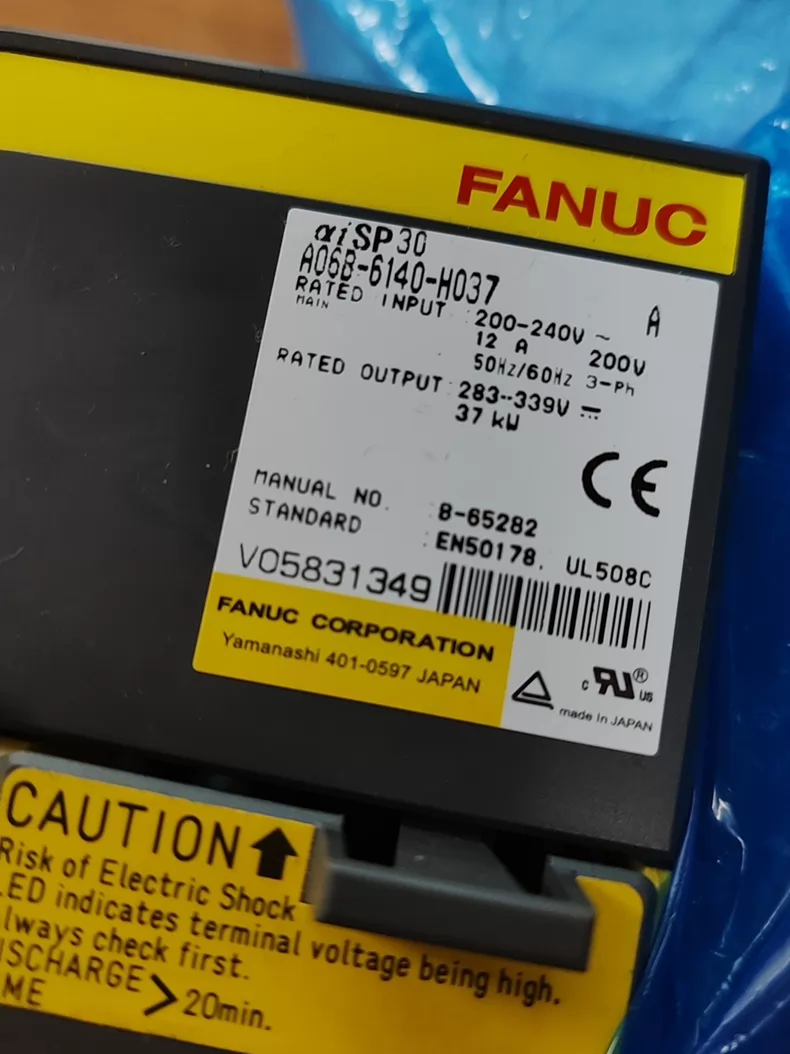 FANUC
αiSP30
A06B-6140-H037 A
RATED INPUT : 200-240V ~ 200V
MAIN 12 A
50Hz/60Hz 3-Ph
RATED OUTPUT : 283--339V ⎓
37 kW
CE
MANUAL NO. : B-65282
STANDARD : EN50178, UL508C
V05831349
FANUC CORPORATION
Yamanashi 401-0597 JAPAN
c RU ® US
made In JAPAN
CAUTION
Risk of Electric Shock
LED indicates terminal voltage being high.
lways check first.
ISCHARGE > 20min.
ME